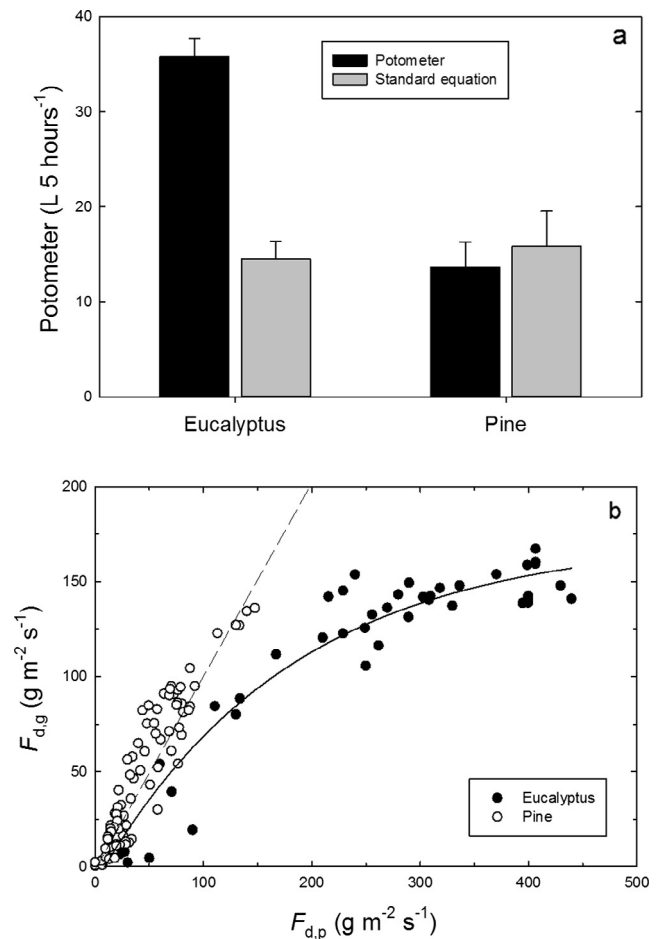 40
30
20
10
0
Potometer (L 5 hours-1)
a
Potometer
Standard equation
Eucalyptus
Pine
200
150
100
50
0
Fd,g (g m-2 s-1)
b
Eucalyptus
Pine
0
100
200
300
400
500
Fd,p (g m-2 s-1)